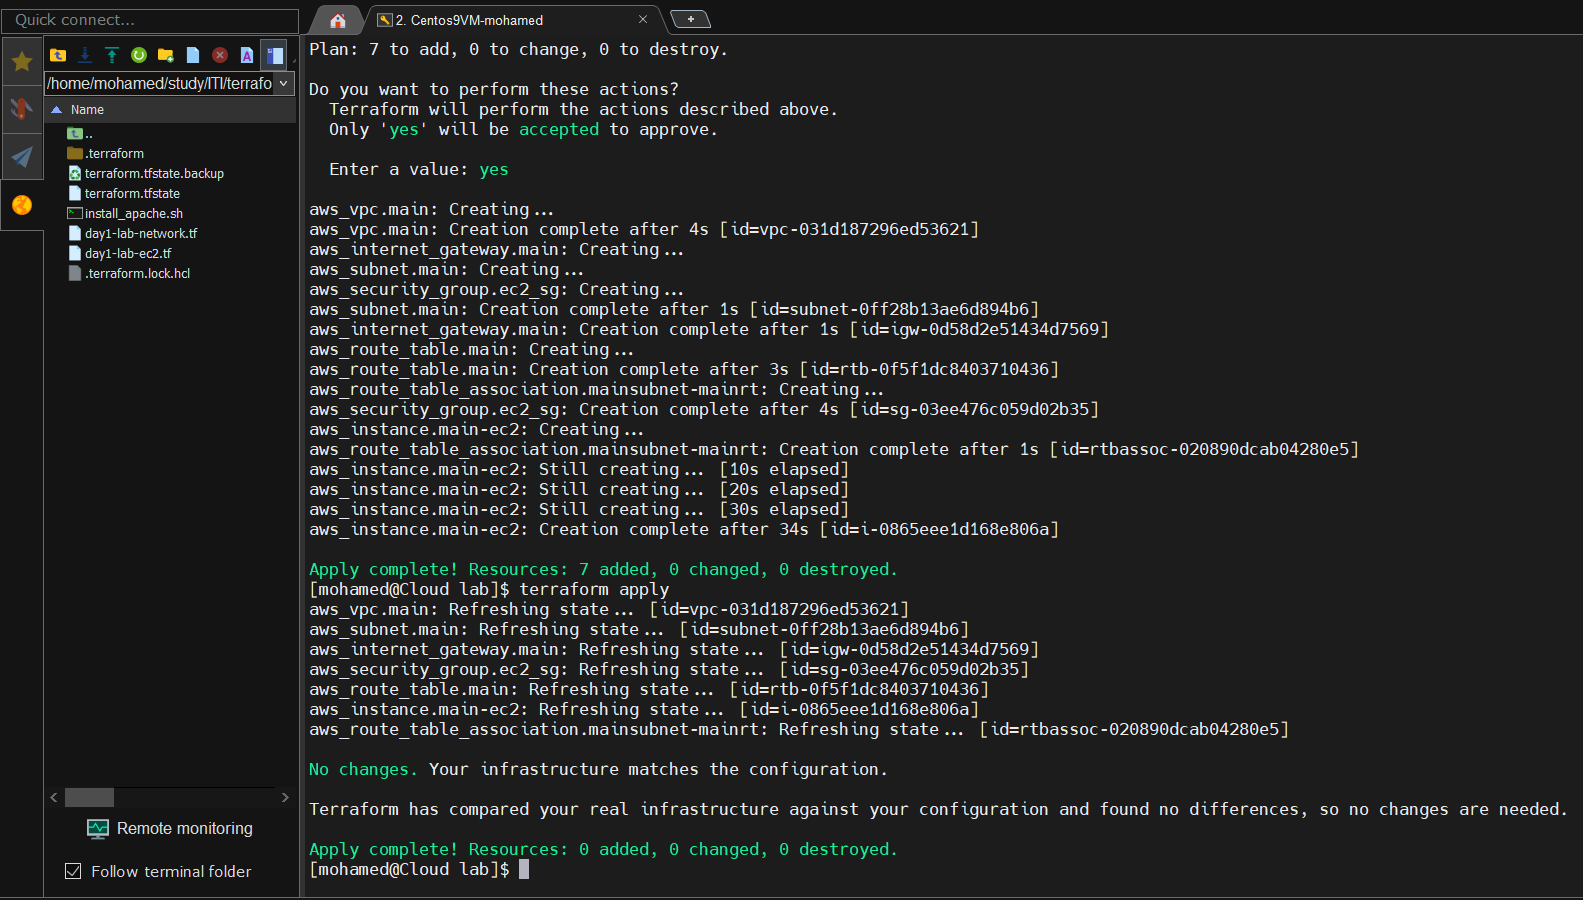 Quick connect...
2. Centos9VM-mohamed
/home/mohamed/study/ITI/terrafo
Name
..
.terraform
terraform.tfstate.backup
terraform.tfstate
install_apache.sh
day1-lab-network.tf
day1-lab-ec2.tf
.terraform.lock.hcl
Remote monitoring
Follow terminal folder
Plan: 7 to add, 0 to change, 0 to destroy.
Do you want to perform these actions?
Terraform will perform the actions described above.
Only 'yes' will be accepted to approve.
Enter a value: yes
aws_vpc.main: Creating...
aws_vpc.main: Creation complete after 4s [id=vpc-031d187296ed53621]
aws_internet_gateway.main: Creating...
aws_subnet.main: Creating...
aws_security_group.ec2_sg: Creating...
aws_subnet.main: Creation complete after 1s [id=subnet-0ff28b13ae6d894b6]
aws_internet_gateway.main: Creation complete after 1s [id=igw-0d58d2e51434d7569]
aws_route_table.main: Creating...
aws_route_table.main: Creation complete after 3s [id=rtb-0f5f1dc8403710436]
aws_route_table_association.mainsubnet-mainrt: Creating...
aws_security_group.ec2_sg: Creation complete after 4s [id=sg-03ee476c059d02b35]
aws_instance.main-ec2: Creating...
aws_route_table_association.mainsubnet-mainrt: Creation complete after 1s [id=rtbassoc-020890dcab04280e5]
aws_instance.main-ec2: Still creating... [10s elapsed]
aws_instance.main-ec2: Still creating... [20s elapsed]
aws_instance.main-ec2: Still creating... [30s elapsed]
aws_instance.main-ec2: Creation complete after 34s [id=i-0865eee1d168e806a]
Apply complete! Resources: 7 added, 0 changed, 0 destroyed.
[mohamed@Cloud lab]$ terraform apply
aws_vpc.main: Refreshing state... [id=vpc-031d187296ed53621]
aws_subnet.main: Refreshing state... [id=subnet-0ff28b13ae6d894b6]
aws_internet_gateway.main: Refreshing state... [id=igw-0d58d2e51434d7569]
aws_security_group.ec2_sg: Refreshing state... [id=sg-03ee476c059d02b35]
aws_route_table.main: Refreshing state... [id=rtb-0f5f1dc8403710436]
aws_instance.main-ec2: Refreshing state... [id=i-0865eee1d168e806a]
aws_route_table_association.mainsubnet-mainrt: Refreshing state... [id=rtbassoc-020890dcab04280e5]
No changes. Your infrastructure matches the configuration.
Terraform has compared your real infrastructure against your configuration and found no differences, so no changes are needed.
Apply complete! Resources: 0 added, 0 changed, 0 destroyed.
[mohamed@Cloud lab]$